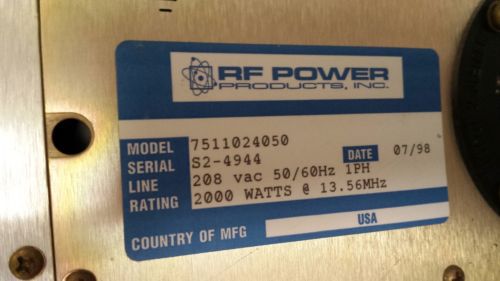 RF POWER
PRODUCTS, INC.
MODEL 7511024050
SERIAL S2-4944 DATE 07/98
LINE 208 vac 50/60Hz 1PH
RATING 2000 WATTS @ 13.56MHz
COUNTRY OF MFG USA